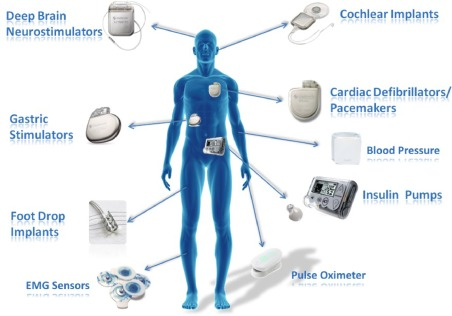 Deep Brain
Neurostimulators
Cochlear Implants
Cardiac Defibrillators/
Pacemakers
Gastric
Stimulators
Blood Pressure
Insulin Pumps
Foot Drop
Implants
EMG Sensors
Pulse Oximeter